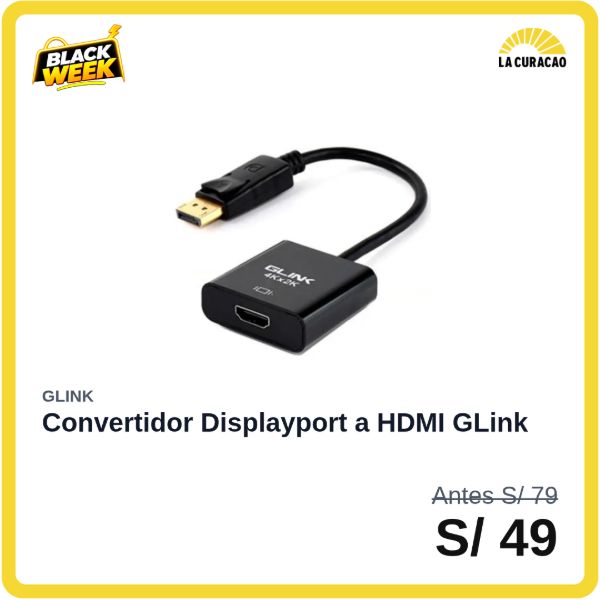 BLACK
WEEK
LA CURACAO
GLINK
4Kx2K
GLINK
Convertidor Displayport a HDMI GLink
Antes S/ 79
S/ 49